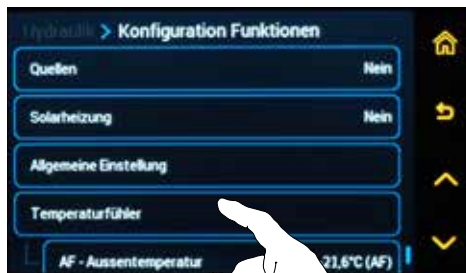 Hydraulik > Konfiguration Funktionen
Quellen Nein
Solarheizung Nein
Allgemeine Einstellung
Temperaturfühler
AF - Aussentemperatur 21,6°C (AF)